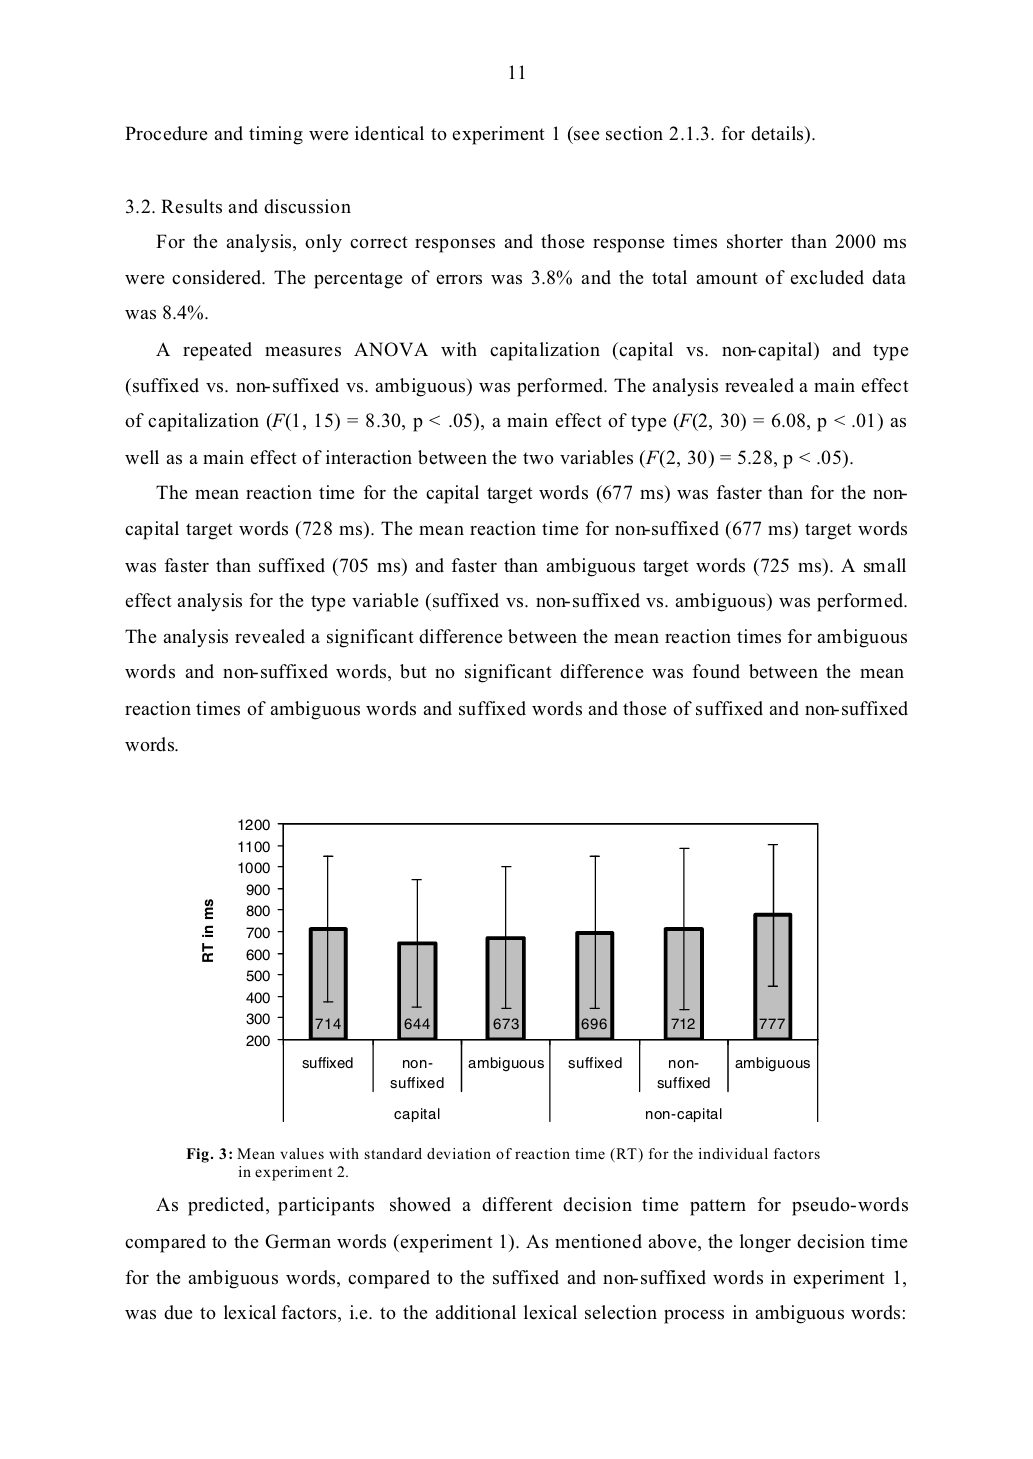 11
Procedure and timing were identical to experiment 1 (see section 2.1.3. for details).
3.2. Results and discussion
For the analysis, only correct responses and those response times shorter than 2000 ms
were considered. The percentage of errors was 3.8% and the total amount of excluded data
was 8.4%.
A repeated measures ANOVA with capitalization (capital vs. non-capital) and type
(suffixed vs. non-suffixed vs. ambiguous) was performed. The analysis revealed a main effect
of capitalization (F(1, 15) = 8.30, p < .05), a main effect of type (F(2, 30) = 6.08, p < .01) as
well as a main effect of interaction between the two variables (F(2, 30) = 5.28, p < .05).
The mean reaction time for the capital target words (677 ms) was faster than for the non-
capital target words (728 ms). The mean reaction time for non-suffixed (677 ms) target words
was faster than suffixed (705 ms) and faster than ambiguous target words (725 ms). A small
effect analysis for the type variable (suffixed vs. non-suffixed vs. ambiguous) was performed.
The analysis revealed a significant difference between the mean reaction times for ambiguous
words and non-suffixed words, but no significant difference was found between the mean
reaction times of ambiguous words and suffixed words and those of suffixed and non-suffixed
words.
1200
1100
1000
900
800
700
600
500
400
300
200
RT in ms
714 644 673 696 712 777
suffixed non- ambiguous suffixed non- ambiguous
suffixed suffixed
capital non-capital
Fig. 3: Mean values with standard deviation of reaction time (RT) for the individual factors
in experiment 2.
As predicted, participants showed a different decision time pattern for pseudo-words
compared to the German words (experiment 1). As mentioned above, the longer decision time
for the ambiguous words, compared to the suffixed and non-suffixed words in experiment 1,
was due to lexical factors, i.e. to the additional lexical selection process in ambiguous words: